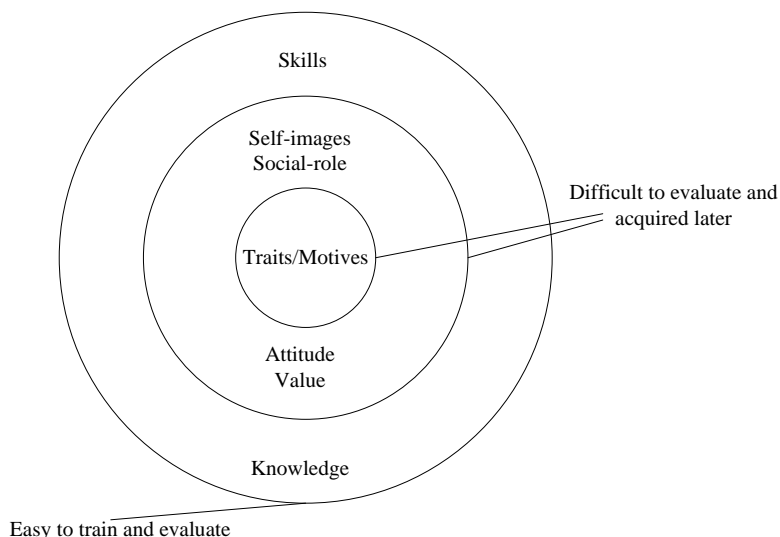 Skills
Self-images
Social-role
Difficult to evaluate and
acquired later
Traits/Motives
Attitude
Value
Knowledge
Easy to train and evaluate